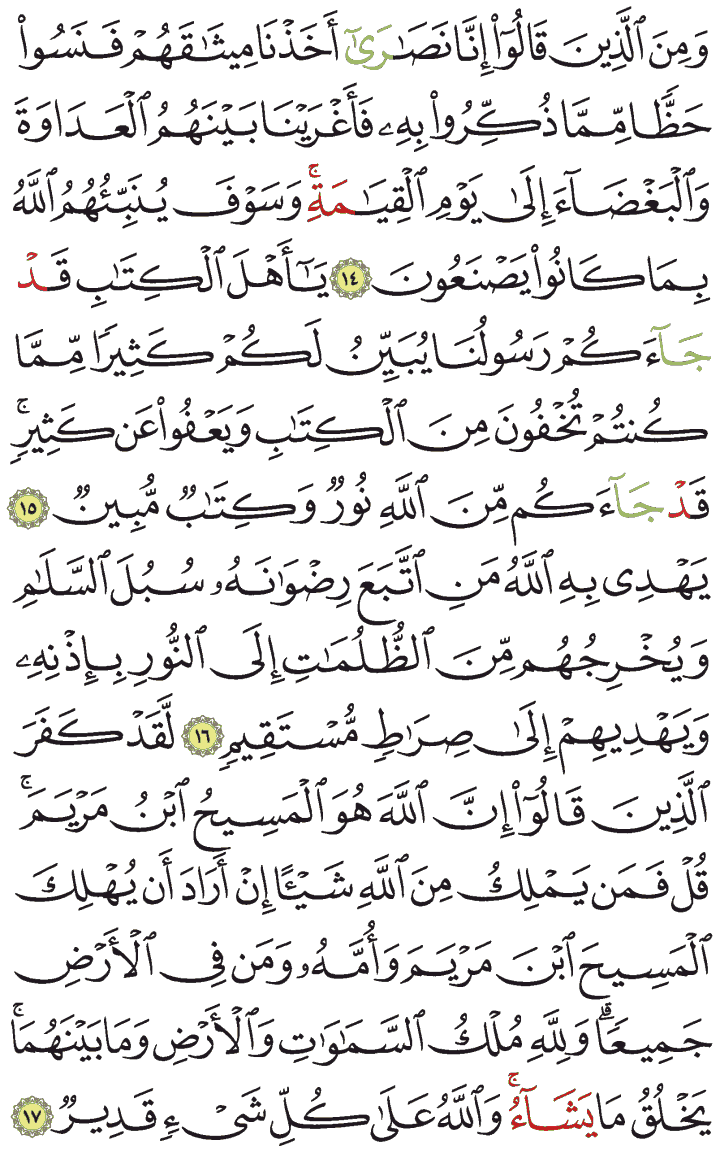 وَمِنَ ٱلَّذِينَ قَالُوٓاْ إِنَّا نَصَٰرَىٰٓ أَخَذۡنَا مِيثَٰقَهُمۡ فَنَسُواْ
حَظّٗا مِّمَّا ذُكِّرُواْ بِهِۦ فَأَغۡرَيۡنَا بَيۡنَهُمُ ٱلۡعَدَاوَةَ
وَٱلۡبَغۡضَآءَ إِلَىٰ يَوۡمِ ٱلۡقِيَٰمَةِۚ وَسَوۡفَ يُنَبِّئُهُمُ ٱللَّهُ
بِمَا كَانُواْ يَصۡنَعُونَ ١٤ يَٰٓأَهۡلَ ٱلۡكِتَٰبِ قَدۡ
جَآءَكُمۡ رَسُولُنَا يُبَيِّنُ لَكُمۡ كَثِيرٗا مِّمَّا
كُنتُمۡ تُخۡفُونَ مِنَ ٱلۡكِتَٰبِ وَيَعۡفُواْ عَن كَثِيرٖۚ
قَدۡ جَآءَكُم مِّنَ ٱللَّهِ نُورٞ وَكِتَٰبٞ مُّبِينٞ ١٥
يَهۡدِي بِهِ ٱللَّهُ مَنِ ٱتَّبَعَ رِضۡوَٰنَهُۥ سُبُلَ ٱلسَّلَٰمِ
وَيُخۡرِجُهُم مِّنَ ٱلظُّلُمَٰتِ إِلَى ٱلنُّورِ بِإِذۡنِهِۦ
وَيَهۡدِيهِمۡ إِلَىٰ صِرَٰطٖ مُّسۡتَقِيمٖ ١٦ لَّقَدۡ كَفَرَ
ٱلَّذِينَ قَالُوٓاْ إِنَّ ٱللَّهَ هُوَ ٱلۡمَسِيحُ ٱبۡنُ مَرۡيَمَۚ
قُلۡ فَمَن يَمۡلِكُ مِنَ ٱللَّهِ شَيۡـًٔا إِنۡ أَرَادَ أَن يُهۡلِكَ
ٱلۡمَسِيحَ ٱبۡنَ مَرۡيَمَ وَأُمَّهُۥ وَمَن فِي ٱلۡأَرۡضِ
جَمِيعٗاۗ وَلِلَّهِ مُلۡكُ ٱلسَّمَٰوَٰتِ وَٱلۡأَرۡضِ وَمَا بَيۡنَهُمَاۚ
يَخۡلُقُ مَا يَشَآءُۚ وَٱللَّهُ عَلَىٰ كُلِّ شَيۡءٖ قَدِيرٞ ١٧